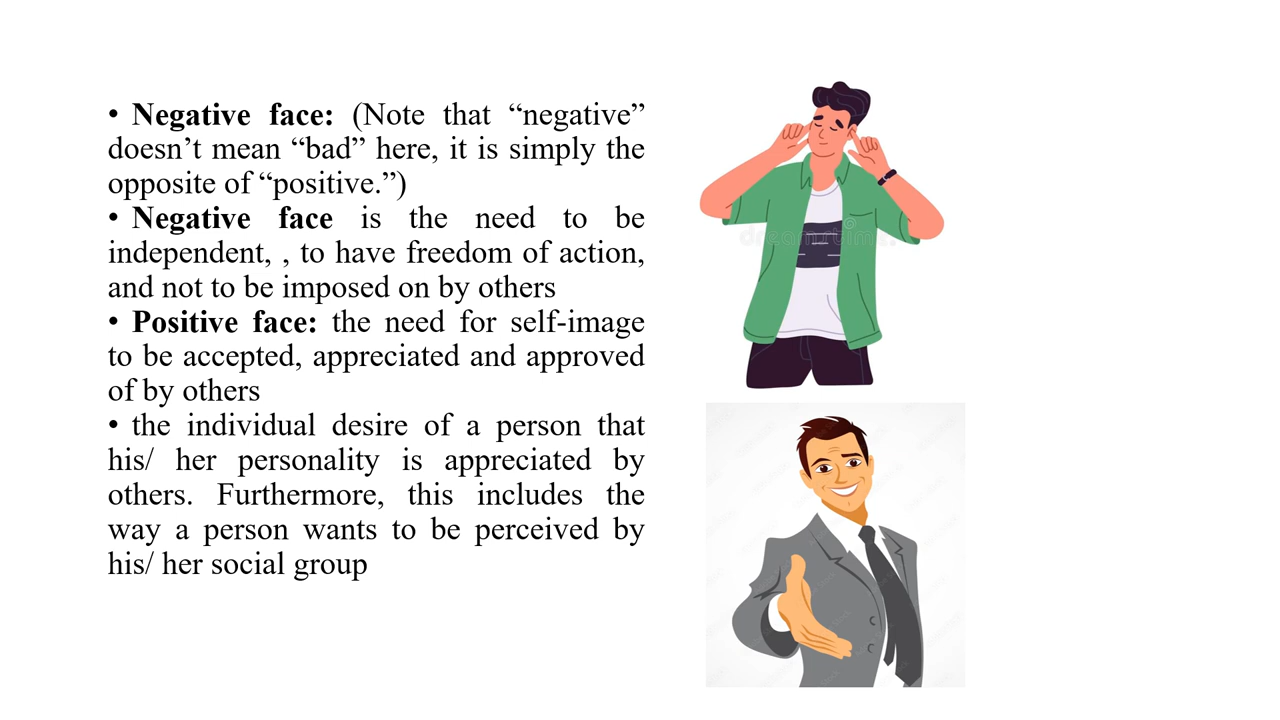 • Negative face: (Note that “negative”
doesn’t mean “bad” here, it is simply the
opposite of “positive.”)
• Negative face is the need to be
independent, , to have freedom of action,
and not to be imposed on by others
• Positive face: the need for self-image
to be accepted, appreciated and approved
of by others
• the individual desire of a person that
his/ her personality is appreciated by
others. Furthermore, this includes the
way a person wants to be perceived by
his/ her social group
dreamstime.